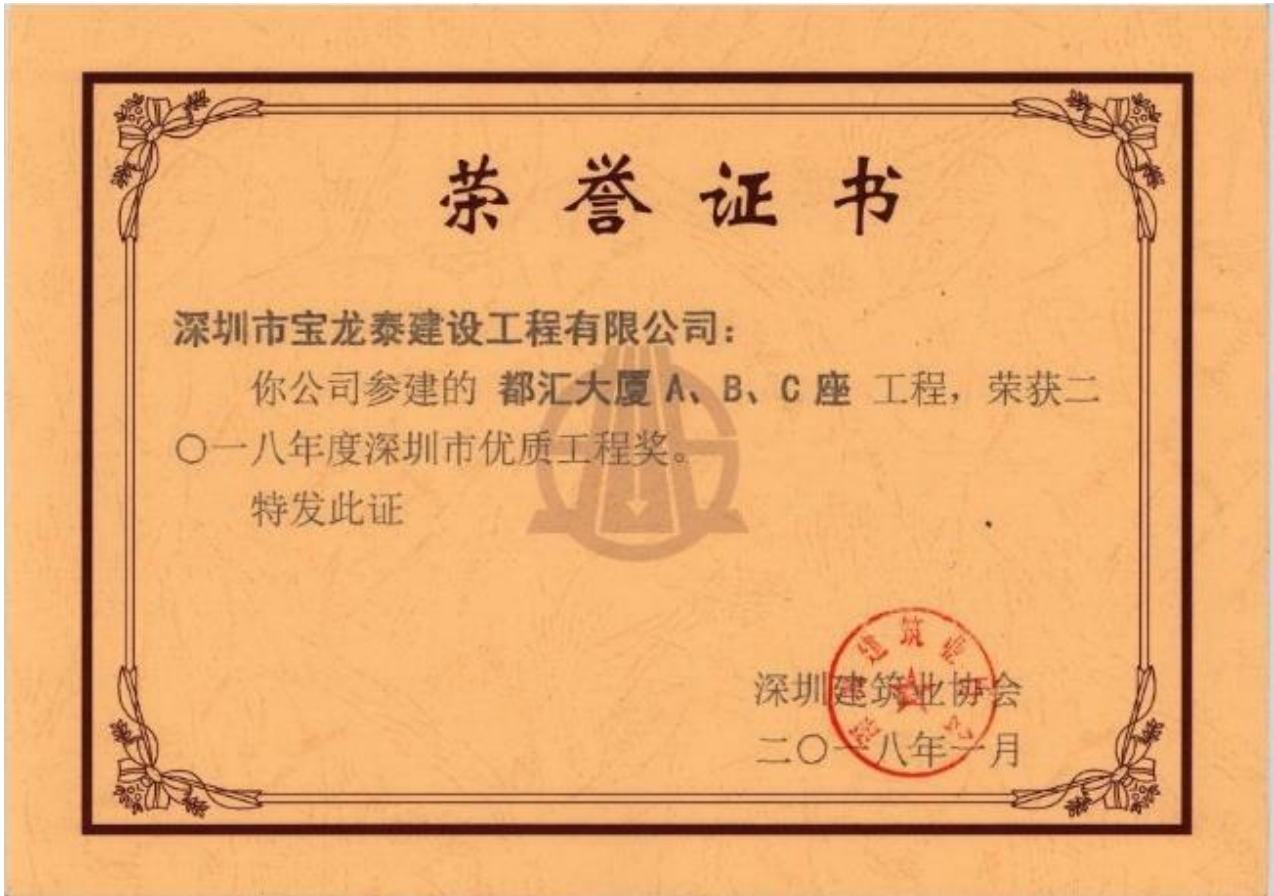 荣誉证书
深圳市宝龙泰建设工程有限公司：
你公司参建的 都汇大厦 A、B、C 座 工程，荣获二
〇一八年度深圳市优质工程奖。
特发此证
深圳建筑业协会
二〇一八年一月